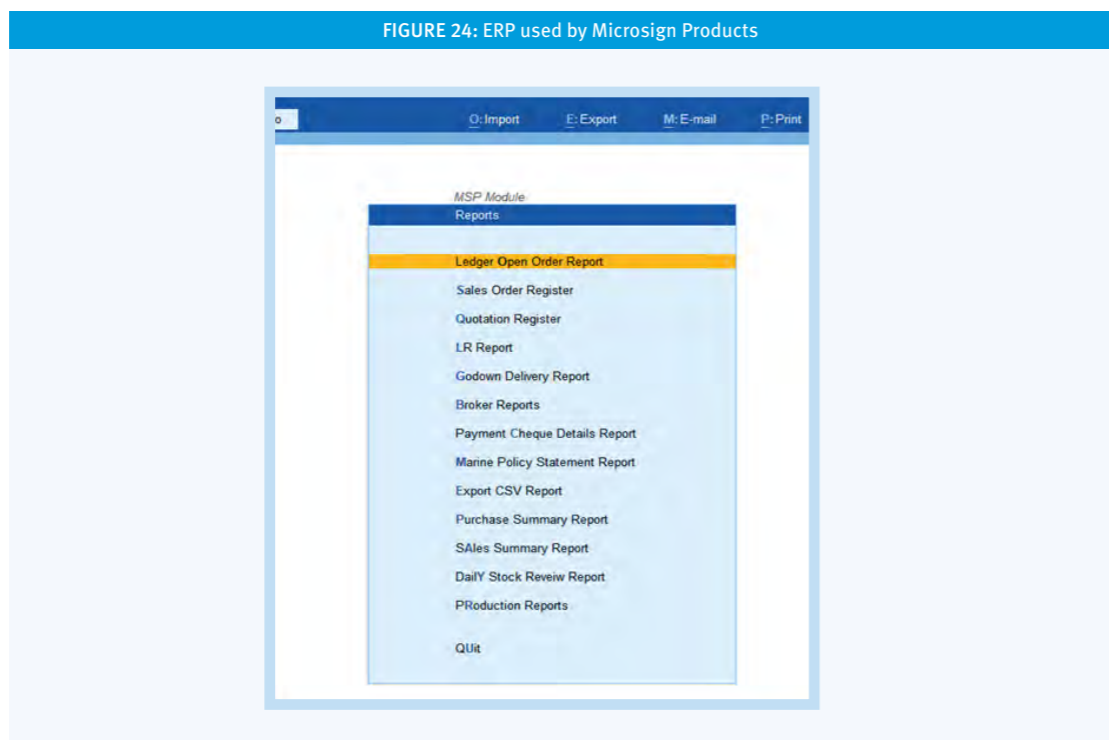 FIGURE 24: ERP used by Microsign Products
o O: Import E: Export M: E-mail P: Print
MSP Module
Reports
Ledger Open Order Report
Sales Order Register
Quotation Register
LR Report
Godown Delivery Report
Broker Reports
Payment Cheque Details Report
Marine Policy Statement Report
Export CSV Report
Purchase Summary Report
SAles Summary Report
DailY Stock Reveiw Report
PRoduction Reports
QUit